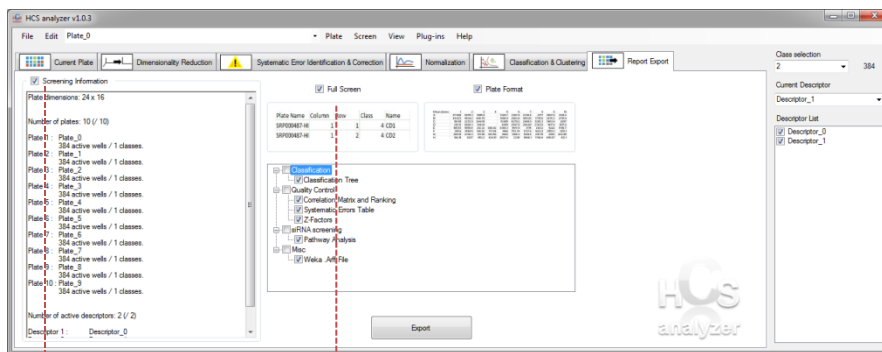 HCS analyzer v1.0.3
File Edit Plate_0 Plate Screen View Plug-ins Help
Current Plate Dimensionality Reduction Systematic Error Identification & Correction Normalization Classification & Clustering Report Export
Class selection
2 384
Current Descriptor
Descriptor_1
Descriptor List
Descriptor_0
Descriptor_1
Screening Information
Plate dimensions: 24 x 16
Number of plates: 10 (/ 10)
Plate 1 : Plate_0
384 active wells / 1 classes.
Plate 2 : Plate_1
384 active wells / 1 classes.
Plate 3 : Plate_2
384 active wells / 1 classes.
Plate 4 : Plate_3
384 active wells / 1 classes.
Plate 5 : Plate_4
384 active wells / 1 classes.
Plate 6 : Plate_5
384 active wells / 1 classes.
Plate 7 : Plate_6
384 active wells / 1 classes.
Plate 8 : Plate_7
384 active wells / 1 classes.
Plate 9 : Plate_8
384 active wells / 1 classes.
Plate 10 : Plate_9
384 active wells / 1 classes.
Number of active descriptors: 2 (/ 2)
Descriptor 1 : Descriptor_0
Full Screen
Plate Format
Plate Name Column Row Class Name
SRP000487-HI 1 1 4 CD1
SRP000487-HI 1 2 4 CD2
Classification
Classification Tree
Quality Control
Correlation Matrix and Ranking
Systematic Errors Table
Z-Factors
siRNA screening
Pathway Analysis
Misc
Weka .Arff File
Export
HCS
analyzer